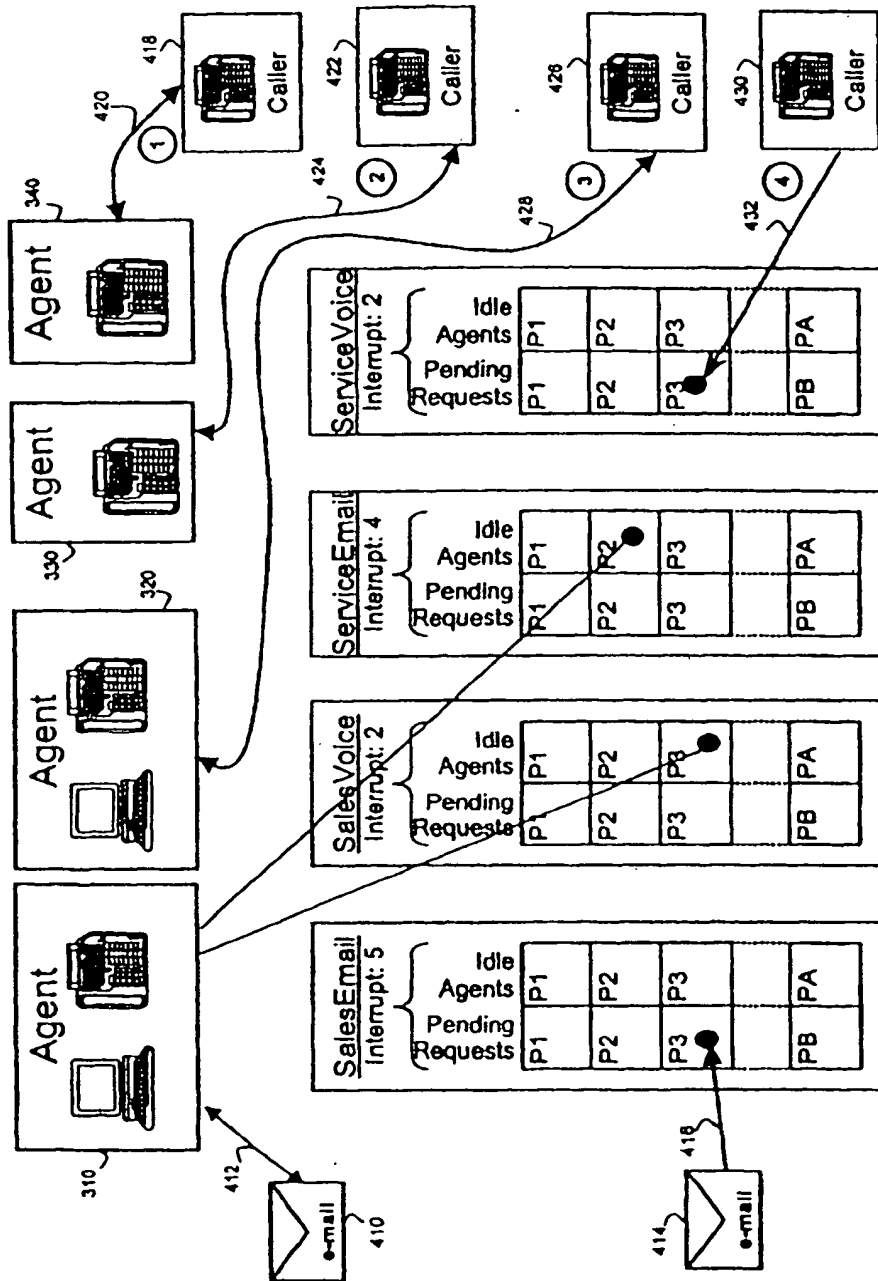 310
Agent
320
Agent
330
Agent
340
Agent
412
e-mail
410
420
1
418
Caller
424
2
422
Caller
428
3
426
Caller
432
4
430
Caller
414
e-mail
416
SalesEmail
Interrupt: 5
Pending Requests
Idle Agents
P1
P1
P2
P2
P3
P3
PB
PA
SalesVoice
Interrupt: 2
Pending Requests
Idle Agents
P1
P1
P2
P2
P3
P3
PB
PA
ServiceEmail
Interrupt: 4
Pending Requests
Idle Agents
P1
P1
P2
P2
P3
P3
PB
PA
ServiceVoice
Interrupt: 2
Pending Requests
Idle Agents
P1
P1
P2
P2
P3
P3
PB
PA